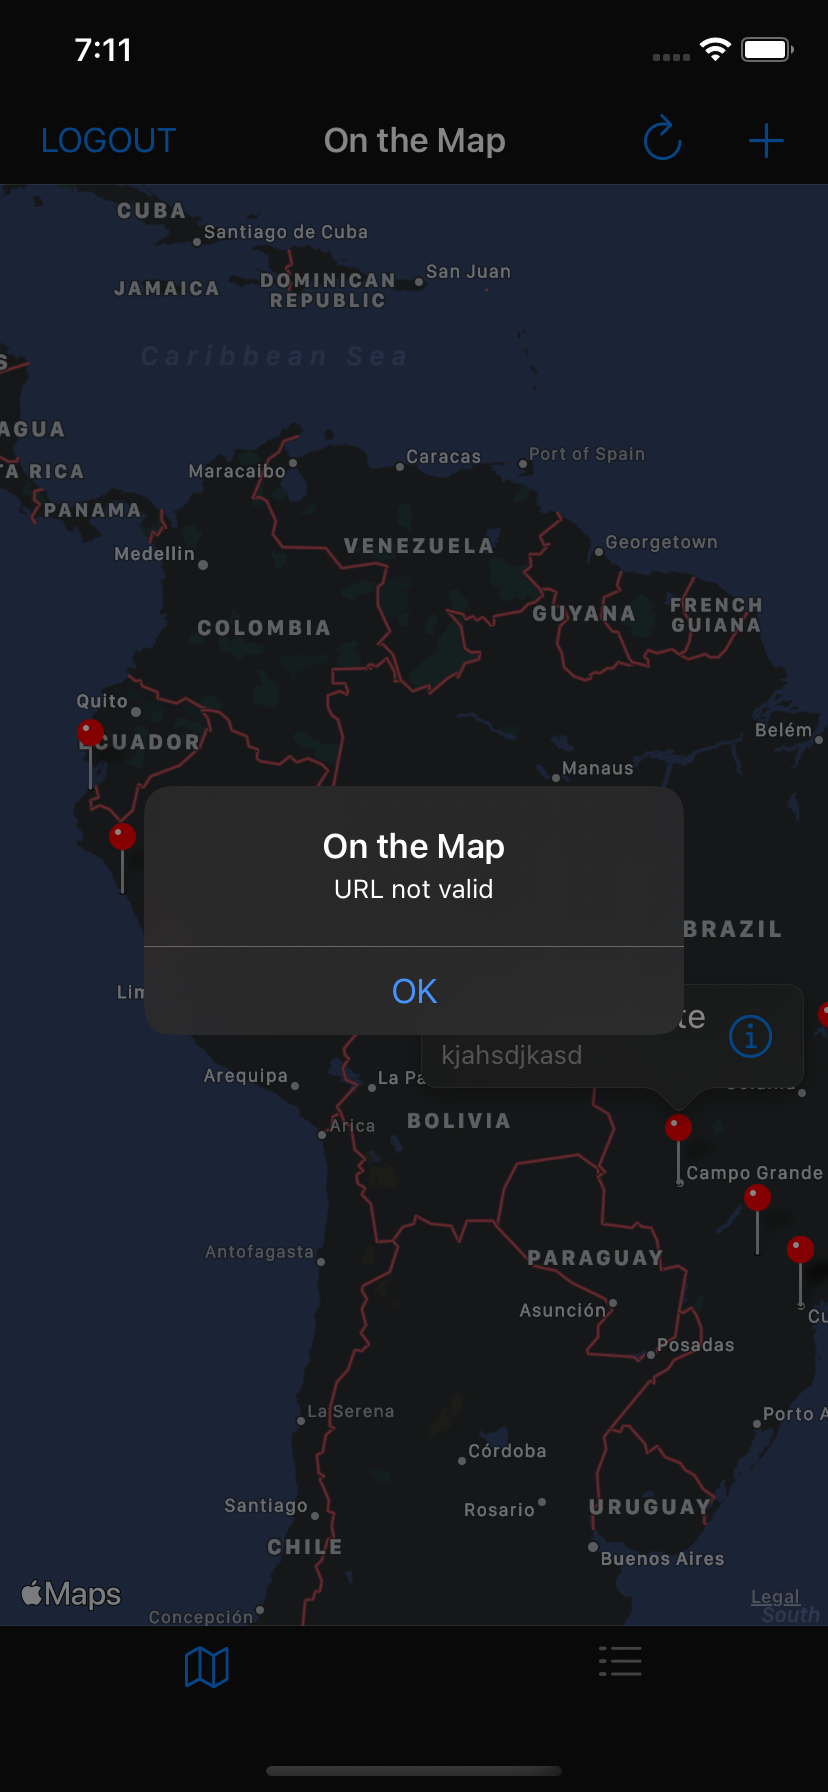 7:11
LOGOUT
On the Map
CUBA
Santiago de Cuba
JAMAICA
DOMINICAN
REPUBLIC
San Juan
Caribbean Sea
S
AGUA
Maracaibo
Caracas
Port of Spain
TA RICA
PANAMA
Medellin
VENEZUELA
Georgetown
COLOMBIA
GUYANA
FRENCH
GUIANA
Quito
ECUADOR
Belém
Manaus
On the Map
URL not valid
OK
BRAZIL
Lim
te
kjahsdjkasd
Arequipa
La Pa
Arica
BOLIVIA
Campo Grande
Antofagasta
PARAGUAY
Asunción
Cu
Posadas
La Serena
Porto A
Córdoba
Santiago
Rosario
URUGUAY
CHILE
Buenos Aires
Maps
Legal
South
Concepción